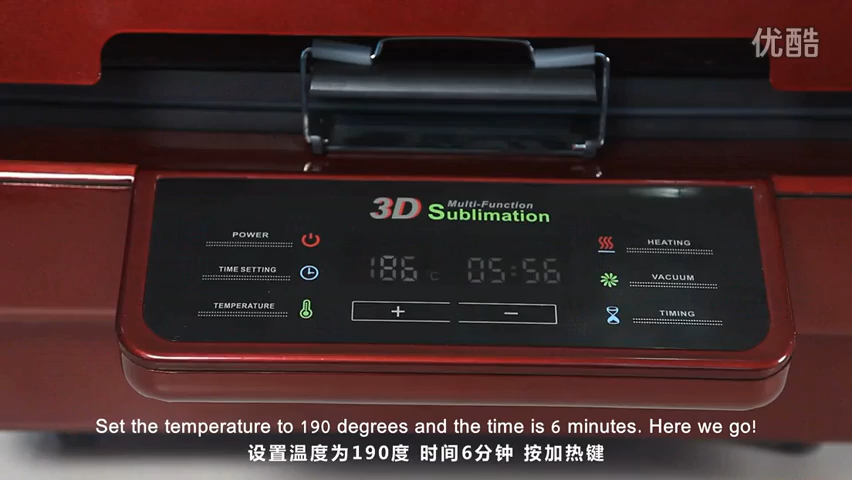 优酷
3D Multi-Function
Sublimation
POWER
HEATING
TIME SETTING
186 C 05:56
VACUUM
TEMPERATURE
+ −
TIMING
Set the temperature to 190 degrees and the time is 6 minutes. Here we go!
设置温度为190度 时间6分钟 按加热键